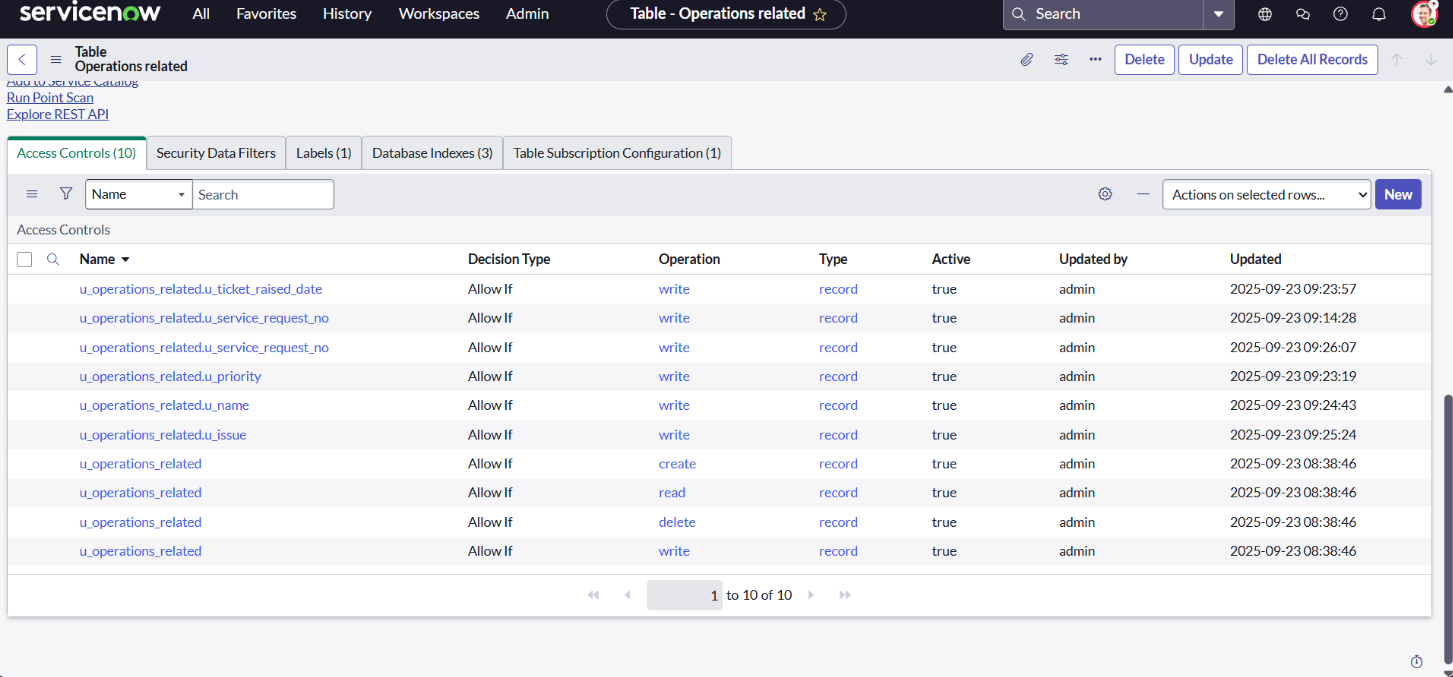 servicenow All Favorites History Workspaces Admin Table - Operations related Search
Table
Operations related
Delete Update Delete All Records
Add to Service Catalog
Run Point Scan
Explore REST API
Access Controls (10) Security Data Filters Labels (1) Database Indexes (3) Table Subscription Configuration (1)
Name Search Actions on selected rows... New
Access Controls
Name Decision Type Operation Type Active Updated by Updated
u_operations_related.u_ticket_raised_date Allow If write record true admin 2025-09-23 09:23:57
u_operations_related.u_service_request_no Allow If write record true admin 2025-09-23 09:14:28
u_operations_related.u_service_request_no Allow If write record true admin 2025-09-23 09:26:07
u_operations_related.u_priority Allow If write record true admin 2025-09-23 09:23:19
u_operations_related.u_name Allow If write record true admin 2025-09-23 09:24:43
u_operations_related.u_issue Allow If write record true admin 2025-09-23 09:25:24
u_operations_related Allow If create record true admin 2025-09-23 08:38:46
u_operations_related Allow If read record true admin 2025-09-23 08:38:46
u_operations_related Allow If delete record true admin 2025-09-23 08:38:46
u_operations_related Allow If write record true admin 2025-09-23 08:38:46
1 to 10 of 10